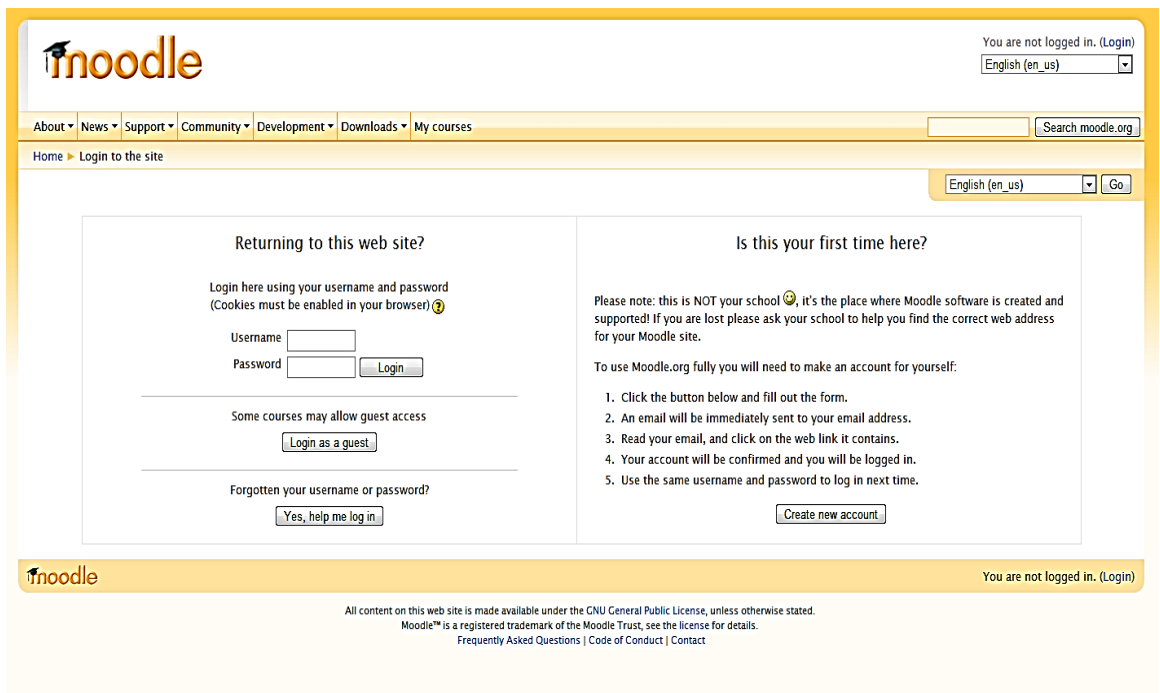 moodle
You are not logged in. (Login)
English (en_us)
About News Support Community Development Downloads My courses
Search moodle.org
Home Login to the site
English (en_us) Go
Returning to this web site?
Login here using your username and password
(Cookies must be enabled in your browser) ?
Username
Password Login
Some courses may allow guest access
Login as a guest
Forgotten your username or password?
Yes, help me log in
Is this your first time here?
Please note: this is NOT your school , it's the place where Moodle software is created and
supported! If you are lost please ask your school to help you find the correct web address
for your Moodle site.
To use Moodle.org fully you will need to make an account for yourself:
1. Click the button below and fill out the form.
2. An email will be immediately sent to your email address.
3. Read your email, and click on the web link it contains.
4. Your account will be confirmed and you will be logged in.
5. Use the same username and password to log in next time.
Create new account
moodle
You are not logged in. (Login)
All content on this web site is made available under the GNU General Public License, unless otherwise stated.
Moodle™ is a registered trademark of the Moodle Trust, see the license for details.
Frequently Asked Questions | Code of Conduct | Contact